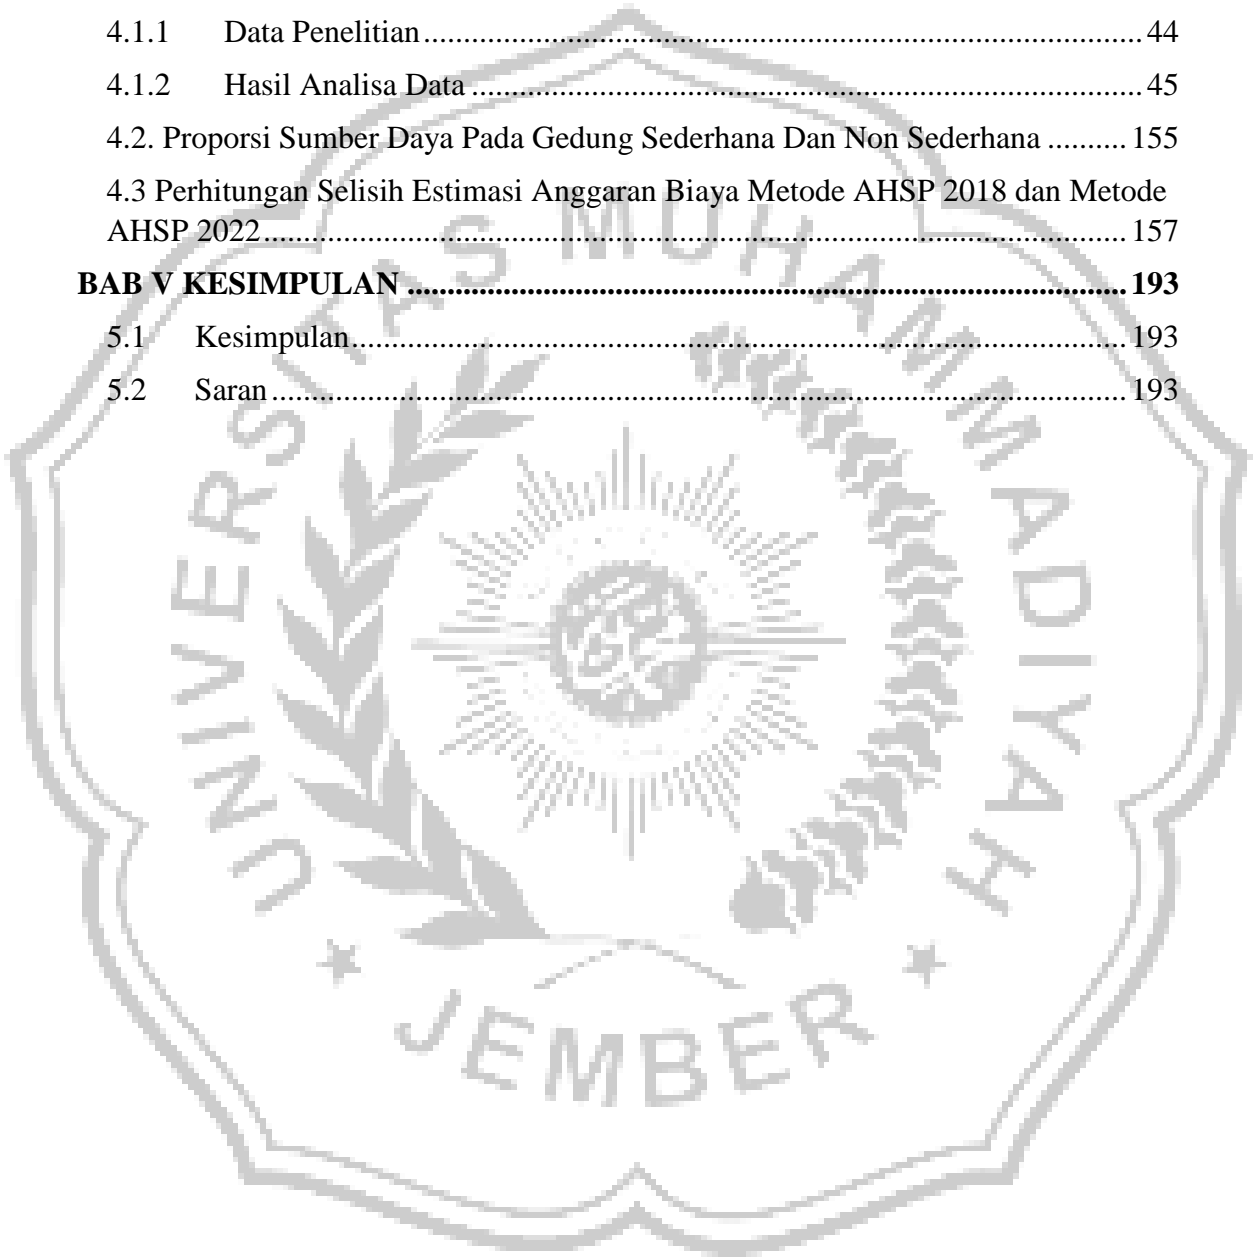 4.1.1 Data Penelitian.......................................................................................... 44
4.1.2 Hasil Analisa Data .................................................................................. 45
4.2. Proporsi Sumber Daya Pada Gedung Sederhana Dan Non Sederhana .......... 155
4.3 Perhitungan Selisih Estimasi Anggaran Biaya Metode AHSP 2018 dan Metode
AHSP 2022............................................................................................................ 157
BAB V KESIMPULAN .......................................................................................... 193
5.1 Kesimpulan................................................................................................. 193
5.2 Saran ........................................................................................................... 193
UNIVERSITAS MUHAMMADIYAH
★ JEMBER ★